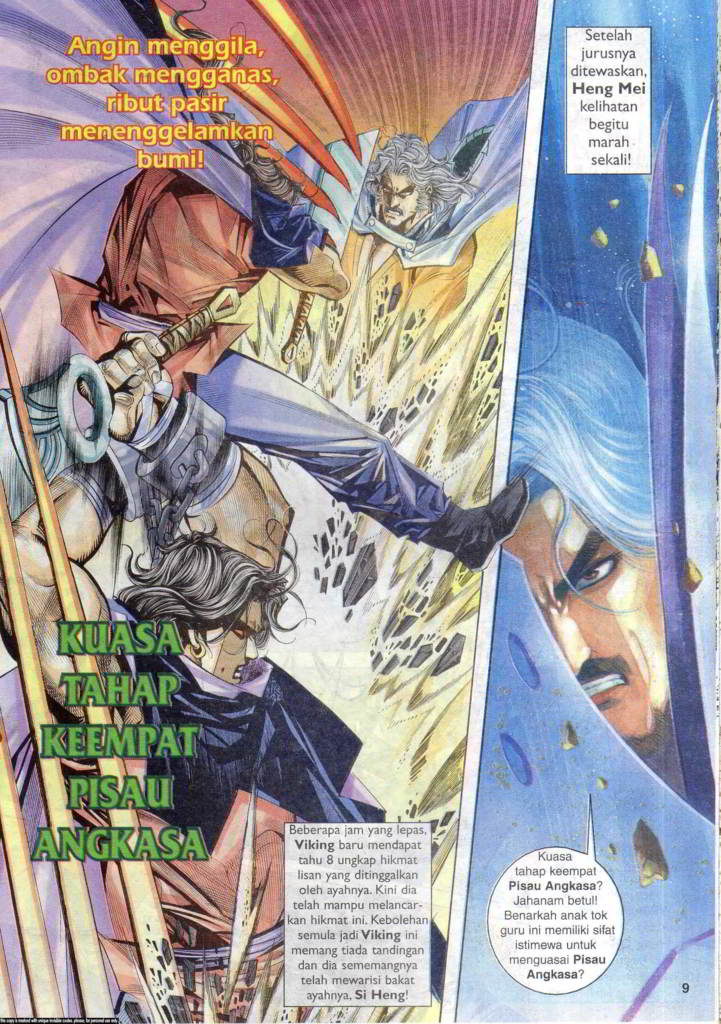 Angin menggila,
ombak mengganas,
ribut pasir
menenggelamkan
bumi!
Setelah
jurusnya
ditewaskan,
Heng Mei
kelihatan
begitu
marah
sekali!
KUASA
TAHAP
KEEMPAT
PISAU
ANGKASA
Beberapa jam yang lepas,
Viking baru mendapat
tahu 8 ungkap hikmat
lisan yang ditinggalkan
oleh ayahnya. Kini dia
telah mampu melancar-
kan hikmat ini. Kebolehan
semula jadi Viking ini
memang tiada tandingan
dan dia sememangnya
telah mewarisi bakat
ayahnya, Si Heng!
Kuasa
tahap keempat
Pisau Angkasa?
Jahanam betul!
Benarkah anak tok
guru ini memiliki sifat
istimewa untuk
menguasai Pisau
Angkasa?
9